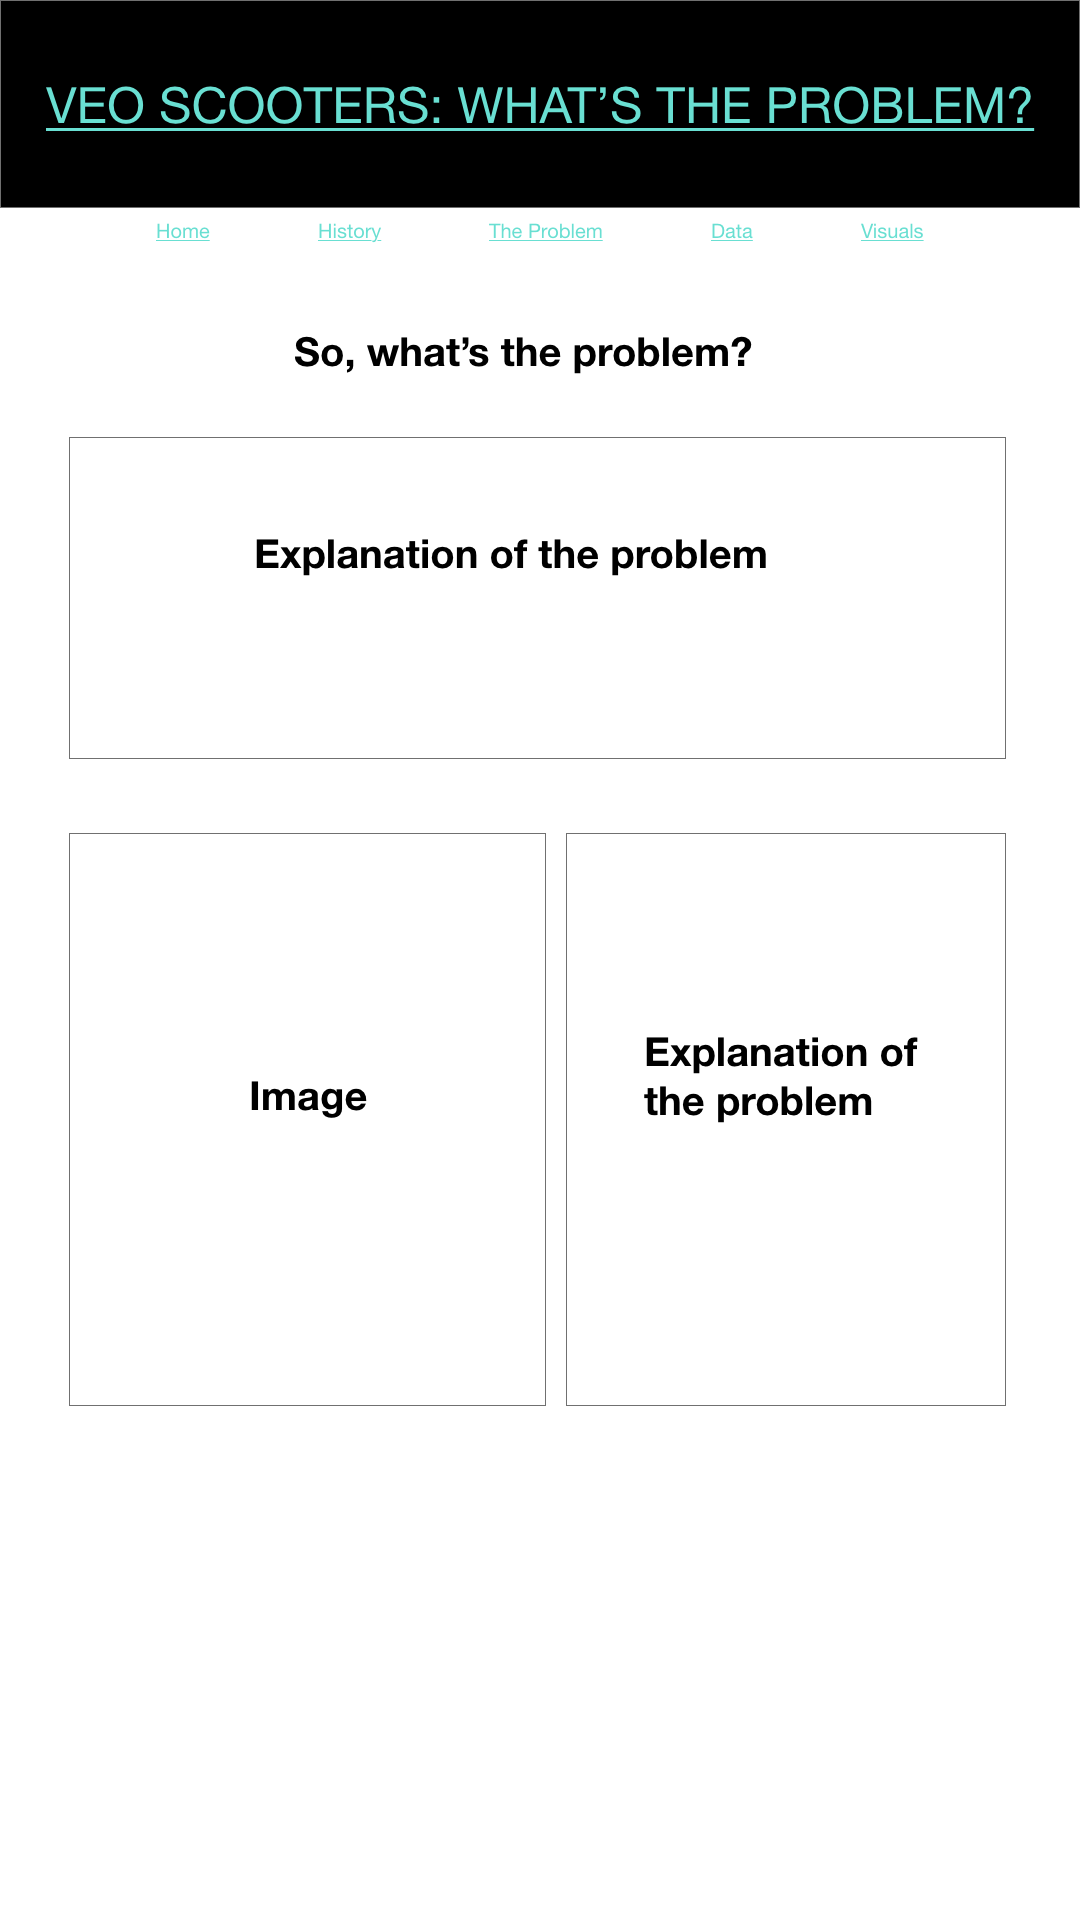 VEO SCOOTERS: WHAT’S THE PROBLEM?
Home History The Problem Data Visuals
So, what’s the problem?
Explanation of the problem
Image
Explanation of
the problem